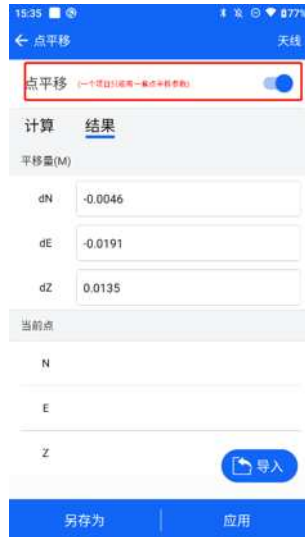 15:35 877%
点平移 天线
点平移 (一个项目只能有一套点平移参数)
计算 结果
平移量(M)
dN -0.0046
dE -0.0191
dZ 0.0135
当前点
N
E
Z
导入
另存为 应用